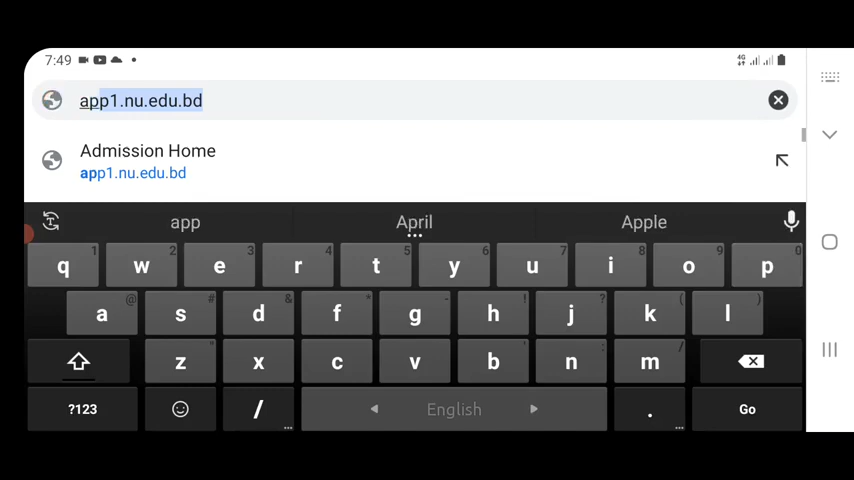 7:49 4G
app1.nu.edu.bd
Admission Home
app1.nu.edu.bd
app April Apple
1 2 3 4 5 6 7 8 9 0
q w e r t y u i o p
@ # & * - ! ? ( )
a s d f g h j k l
" ' : /
z x c v b n m
?123 / English . Go